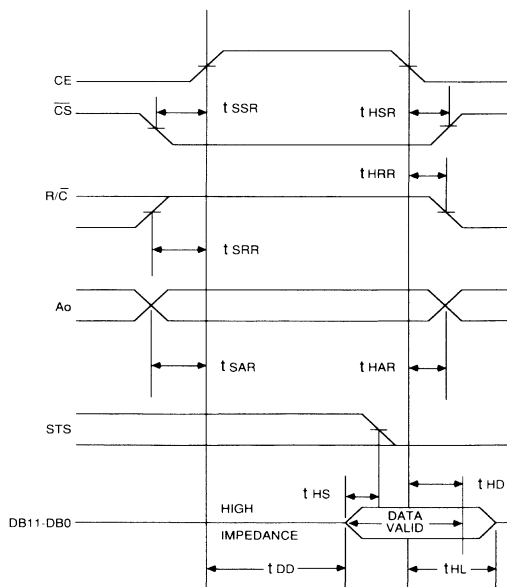 CE
C̅S̅
t SSR
t HSR
t HRR
R/C̅
t SRR
Ao
t SAR
t HAR
STS
t HS
t HD
HIGH
DATA
DB11-DB0
VALID
IMPEDANCE
t DD
t HL